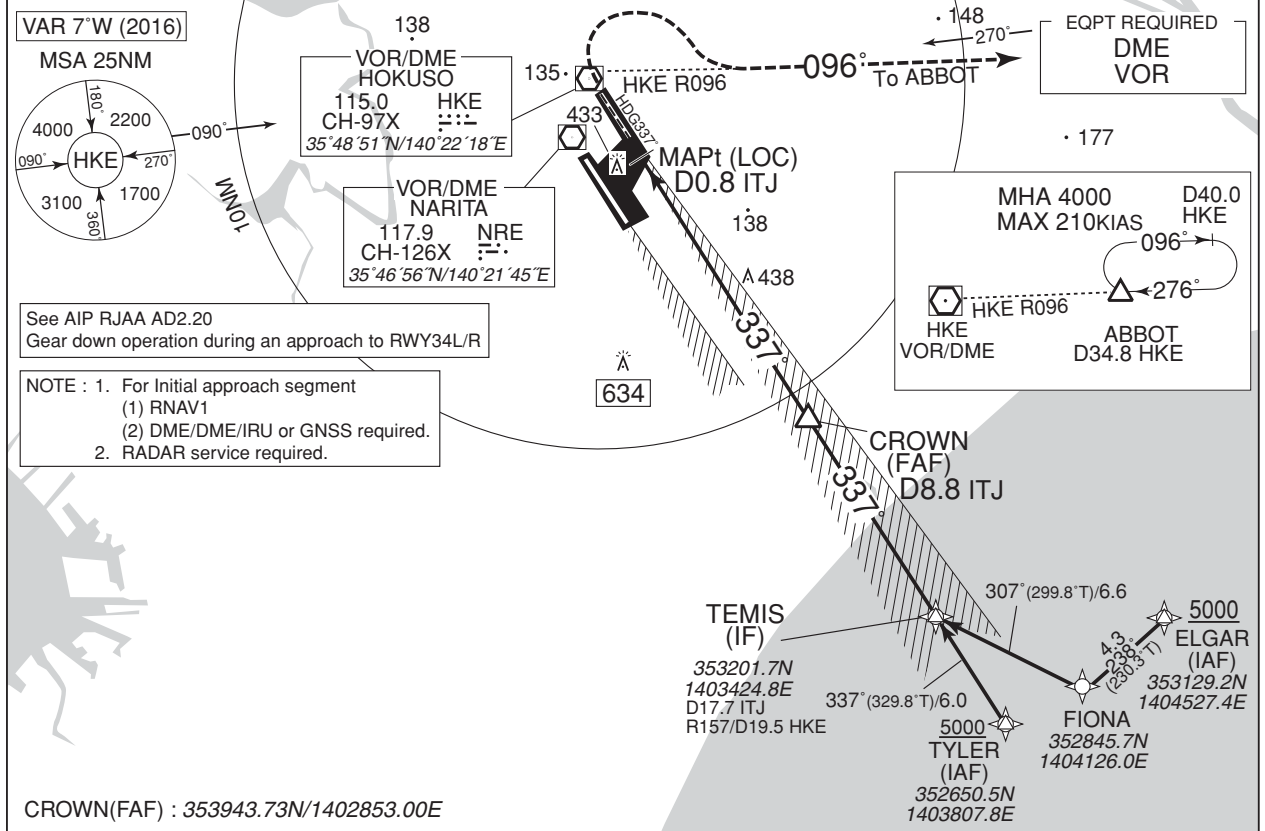 VAR 7°W (2016)
MSA 25NM
180°
4000
2200
090°
HKE
270°
3100
1700
360°
090°
10NM
138
VOR/DME
HOKUSO
115.0 HKE
CH-97X
35°48′51″N/140°22′18″E
VOR/DME
NARITA
117.9 NRE
CH-126X
35°46′56″N/140°21′45″E
135
433
HKE R096
HDG337°
096°
To ABBOT
148
270°
EQPT REQUIRED
DME
VOR
177
MAPt (LOC)
D0.8 ITJ
138
438
MHA 4000
MAX 210KIAS
D40.0
HKE
096°
276°
HKE R096
HKE
VOR/DME
ABBOT
D34.8 HKE
See AIP RJAA AD2.20
Gear down operation during an approach to RWY34L/R
NOTE : 1. For Initial approach segment
(1) RNAV1
(2) DME/DME/IRU or GNSS required.
2. RADAR service required.
634
337°
CROWN
(FAF)
D8.8 ITJ
337°
TEMIS
(IF)
353201.7N
1403424.8E
D17.7 ITJ
R157/D19.5 HKE
307°(299.8°T)/6.6
337°(329.8°T)/6.0
4.3
238°
(230.3°T)
5000
ELGAR
(IAF)
353129.2N
1404527.4E
FIONA
352845.7N
1404126.0E
5000
TYLER
(IAF)
352650.5N
1403807.8E
CROWN(FAF) : 353943.73N/1402853.00E